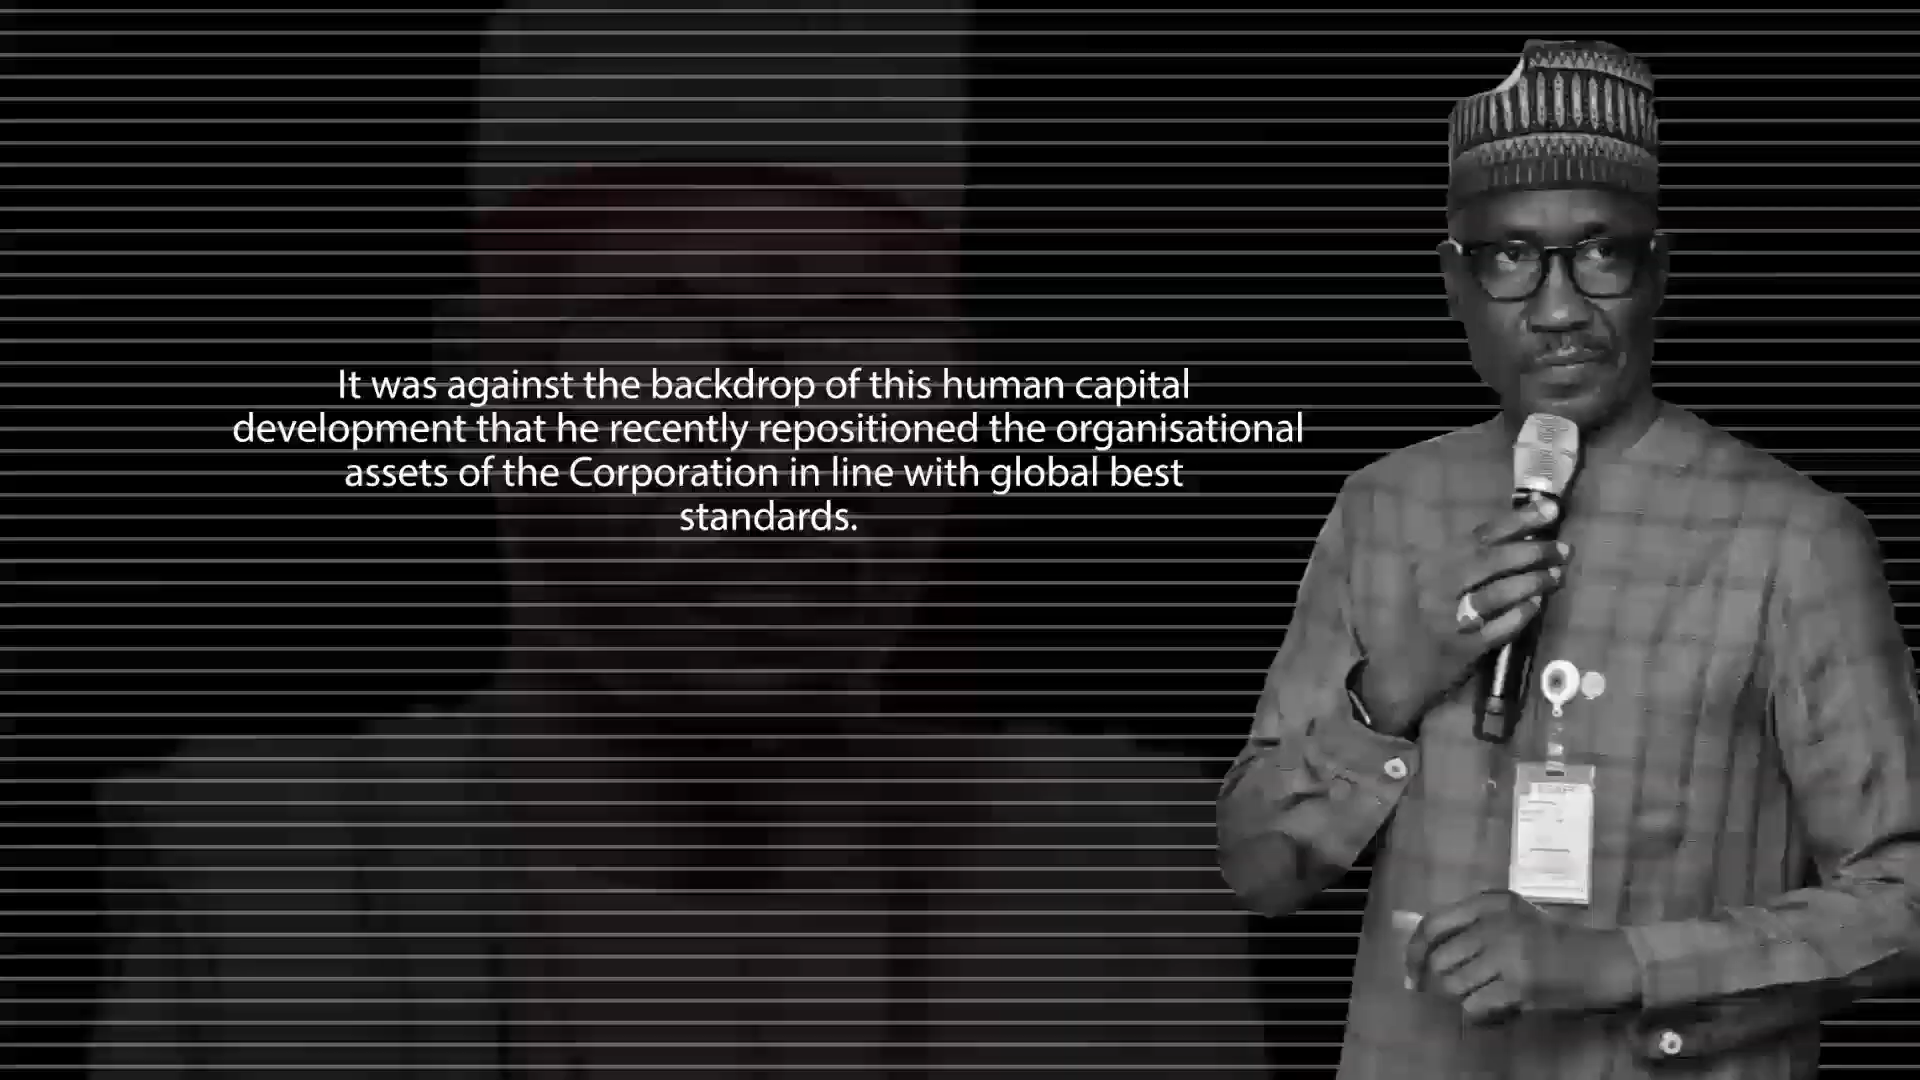 It was against the backdrop of this human capital
development that he recently repositioned the organisational
assets of the Corporation in line with global best
standards.